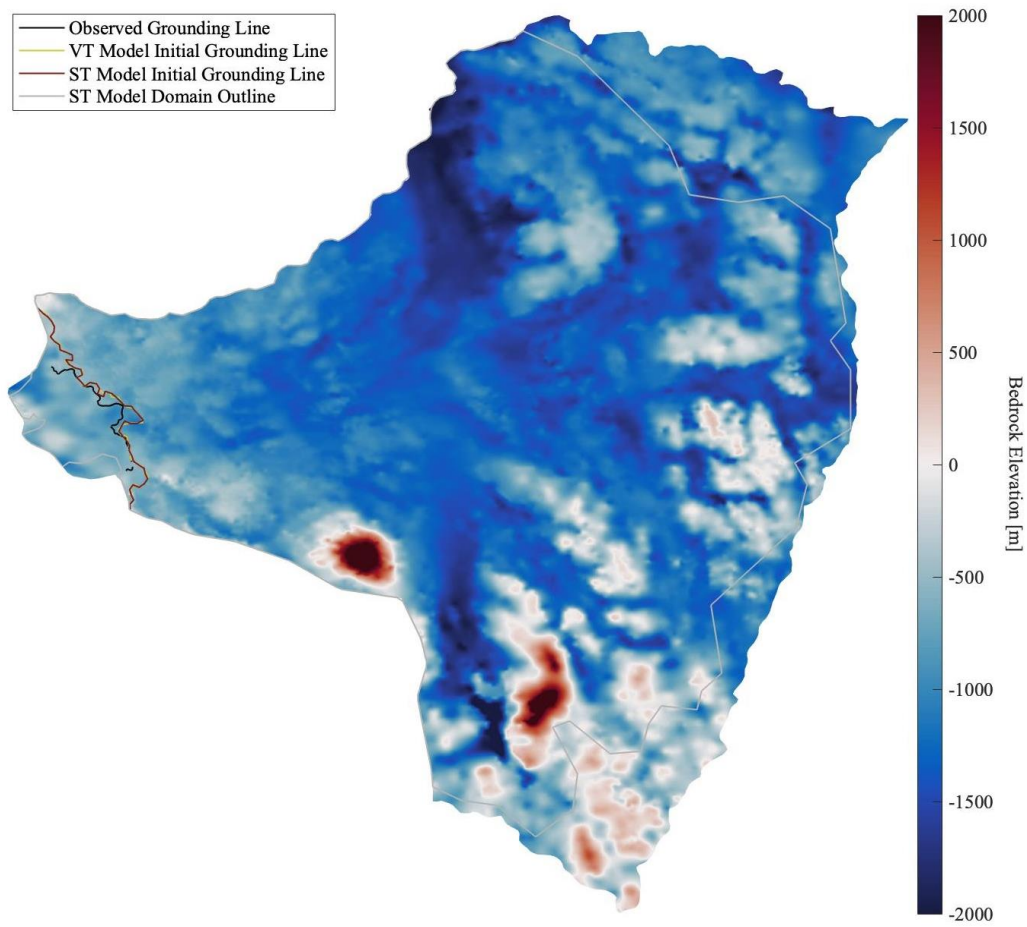 Observed Grounding Line
VT Model Initial Grounding Line
ST Model Initial Grounding Line
ST Model Domain Outline
2000
1500
1000
500
0
-500
-1000
-1500
-2000
Bedrock Elevation [m]